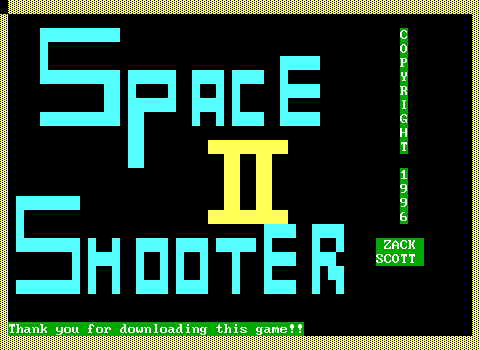 SPACE
II
SHOOTER
COPYRIGHT 1996
ZACK
SCOTT
Thank you for downloading this game!!